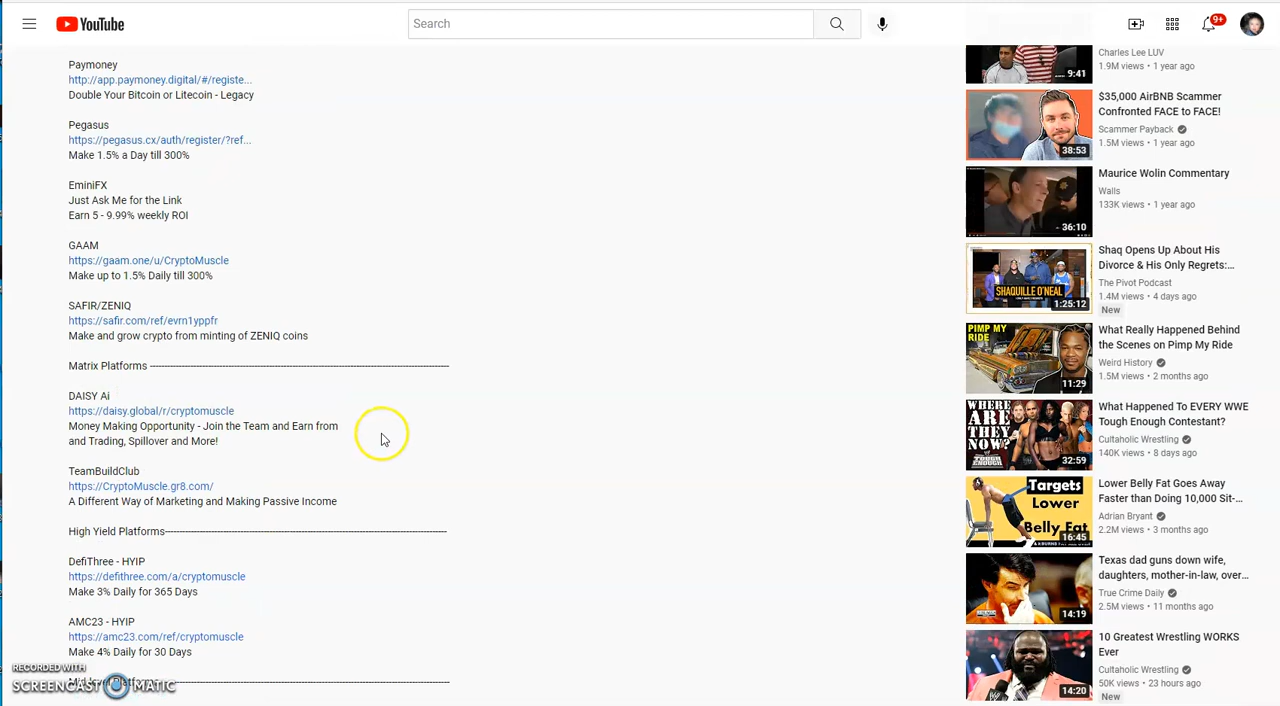 YouTube
Search
9+
Paymoney
http://app.paymoney.digital/#/registe...
Double Your Bitcoin or Litecoin - Legacy
Pegasus
https://pegasus.cx/auth/register/?ref...
Make 1.5% a Day till 300%
EminiFX
Just Ask Me for the Link
Earn 5 - 9.99% weekly ROI
GAAM
https://gaam.one/u/CryptoMuscle
Make up to 1.5% Daily till 300%
SAFIR/ZENIQ
https://safir.com/ref/evrn1yppfr
Make and grow crypto from minting of ZENIQ coins
Matrix Platforms ------------------------------------------------------------
DAISY Ai
https://daisy.global/r/cryptomuscle
Money Making Opportunity - Join the Team and Earn from
and Trading, Spillover and More!
TeamBuildClub
https://CryptoMuscle.gr8.com/
A Different Way of Marketing and Making Passive Income
High Yield Platforms------------------------------------------------------------
DefiThree - HYIP
https://defithree.com/a/cryptomuscle
Make 3% Daily for 365 Days
AMC23 - HYIP
https://amc23.com/ref/cryptomuscle
Make 4% Daily for 30 Days
RECORDED WITH
SCREENCAST MATIC
9:41
Charles Lee LUV
1.9M views • 1 year ago
38:53
$35,000 AirBNB Scammer
Confronted FACE to FACE!
Scammer Payback
1.5M views • 1 year ago
36:10
Maurice Wolin Commentary
Walls
133K views • 1 year ago
SHAQUILLE O'NEAL
1:25:12
Shaq Opens Up About His
Divorce & His Only Regrets:...
The Pivot Podcast
1.4M views • 4 days ago
New
PIMP MY
RIDE
11:29
What Really Happened Behind
the Scenes on Pimp My Ride
Weird History
1.5M views • 2 months ago
WHERE
ARE
THEY
NOW?
TOUGH
ENOUGH
32:59
What Happened To EVERY WWE
Tough Enough Contestant?
Cultaholic Wrestling
140K views • 8 days ago
Targets
Lower
Belly Fat
16:45
Lower Belly Fat Goes Away
Faster than Doing 10,000 Sit-...
Adrian Bryant
2.2M views • 3 months ago
14:19
Texas dad guns down wife,
daughters, mother-in-law, over...
True Crime Daily
2.5M views • 11 months ago
14:20
10 Greatest Wrestling WORKS
Ever
Cultaholic Wrestling
50K views • 23 hours ago
New